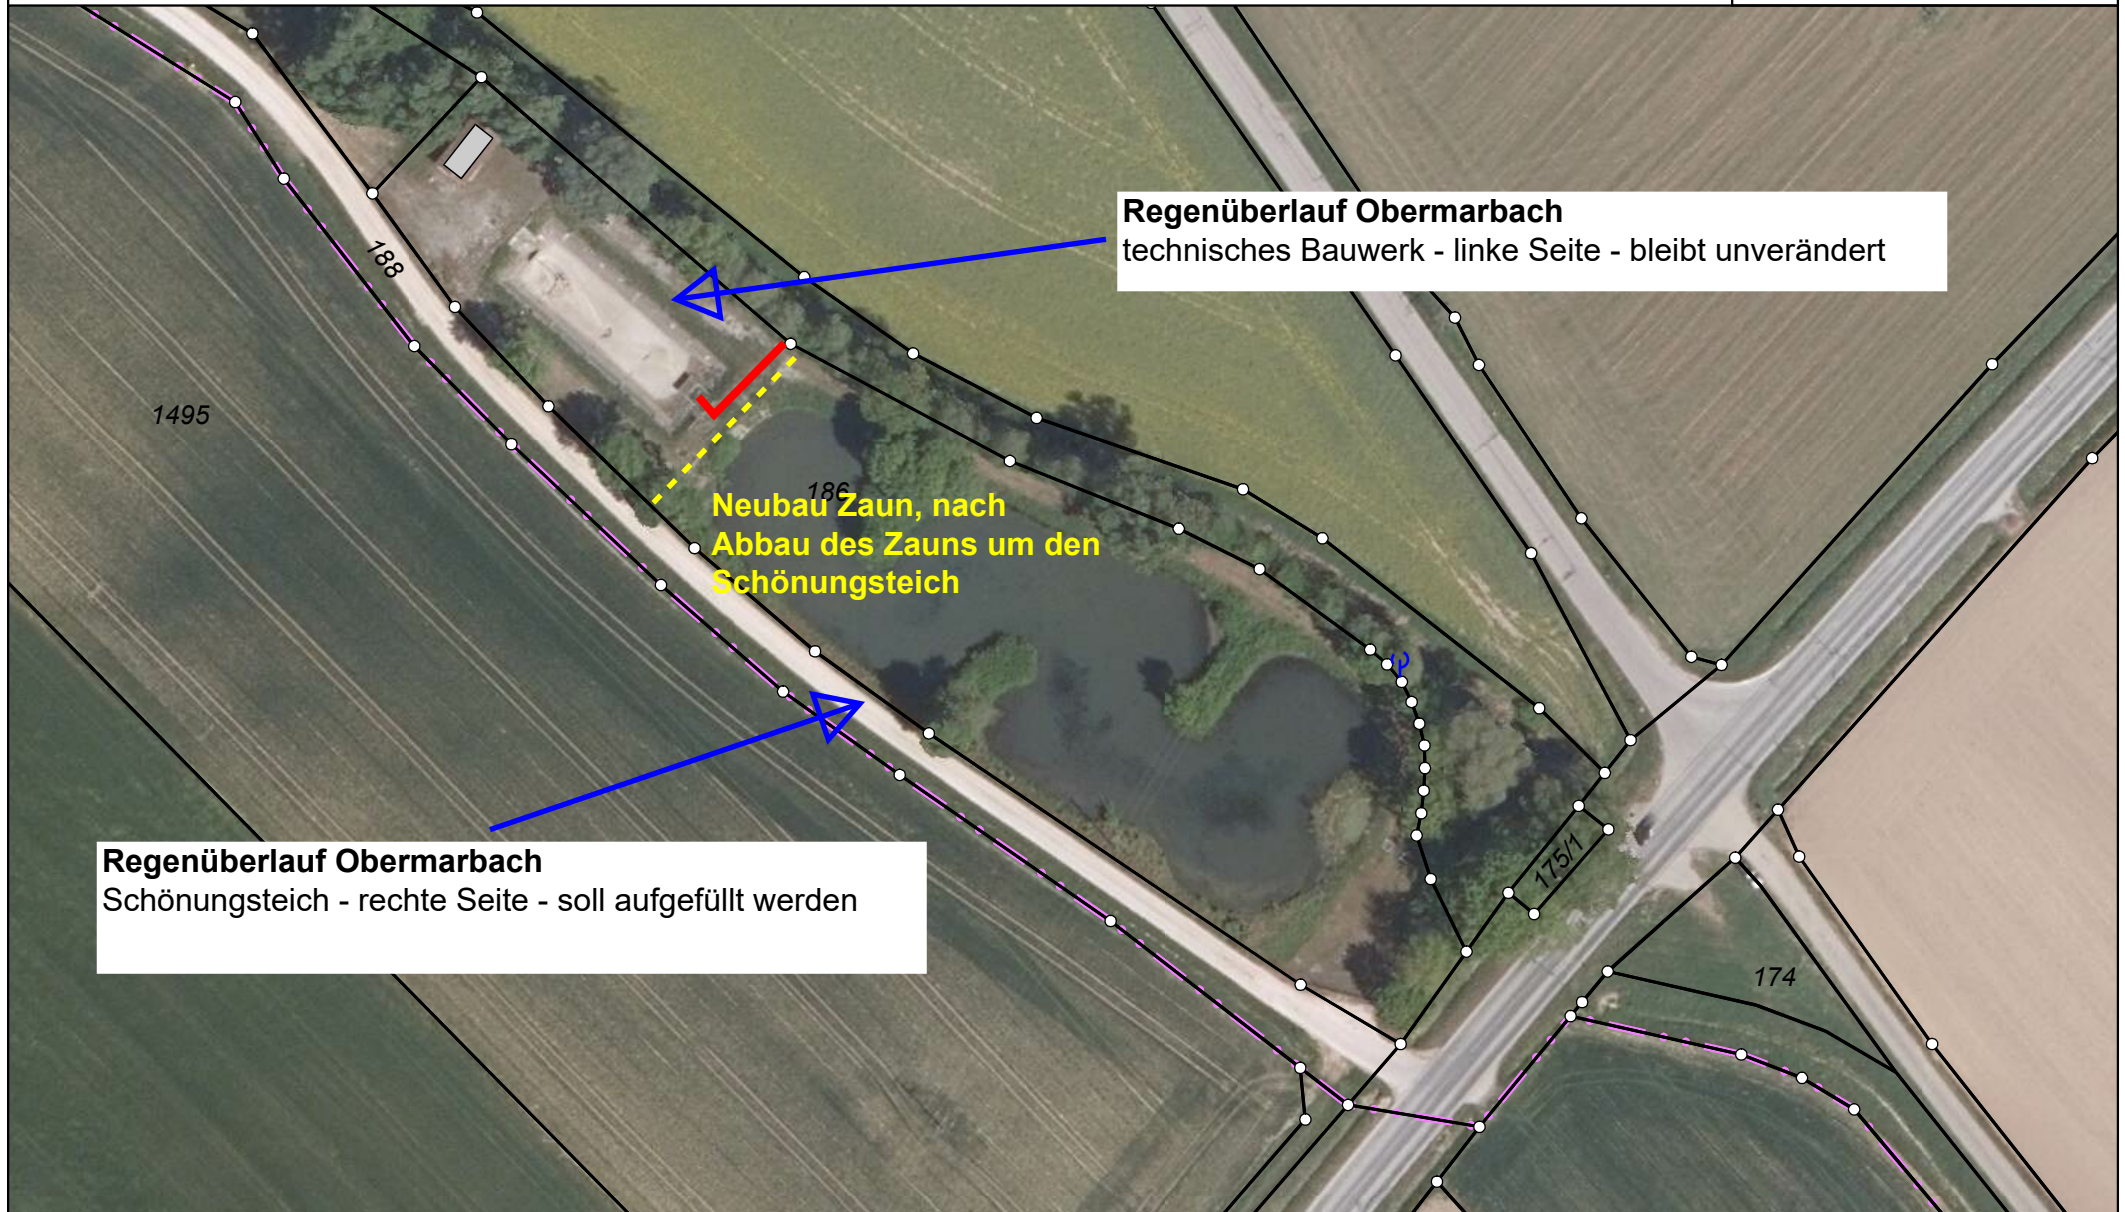 Regenüberlauf Obermarbach
technisches Bauwerk - linke Seite - bleibt unverändert
188
1495
186
Neubau Zaun, nach
Abbau des Zauns um den
Schönungsteich
Regenüberlauf Obermarbach
Schönungsteich - rechte Seite - soll aufgefüllt werden
175/1
174